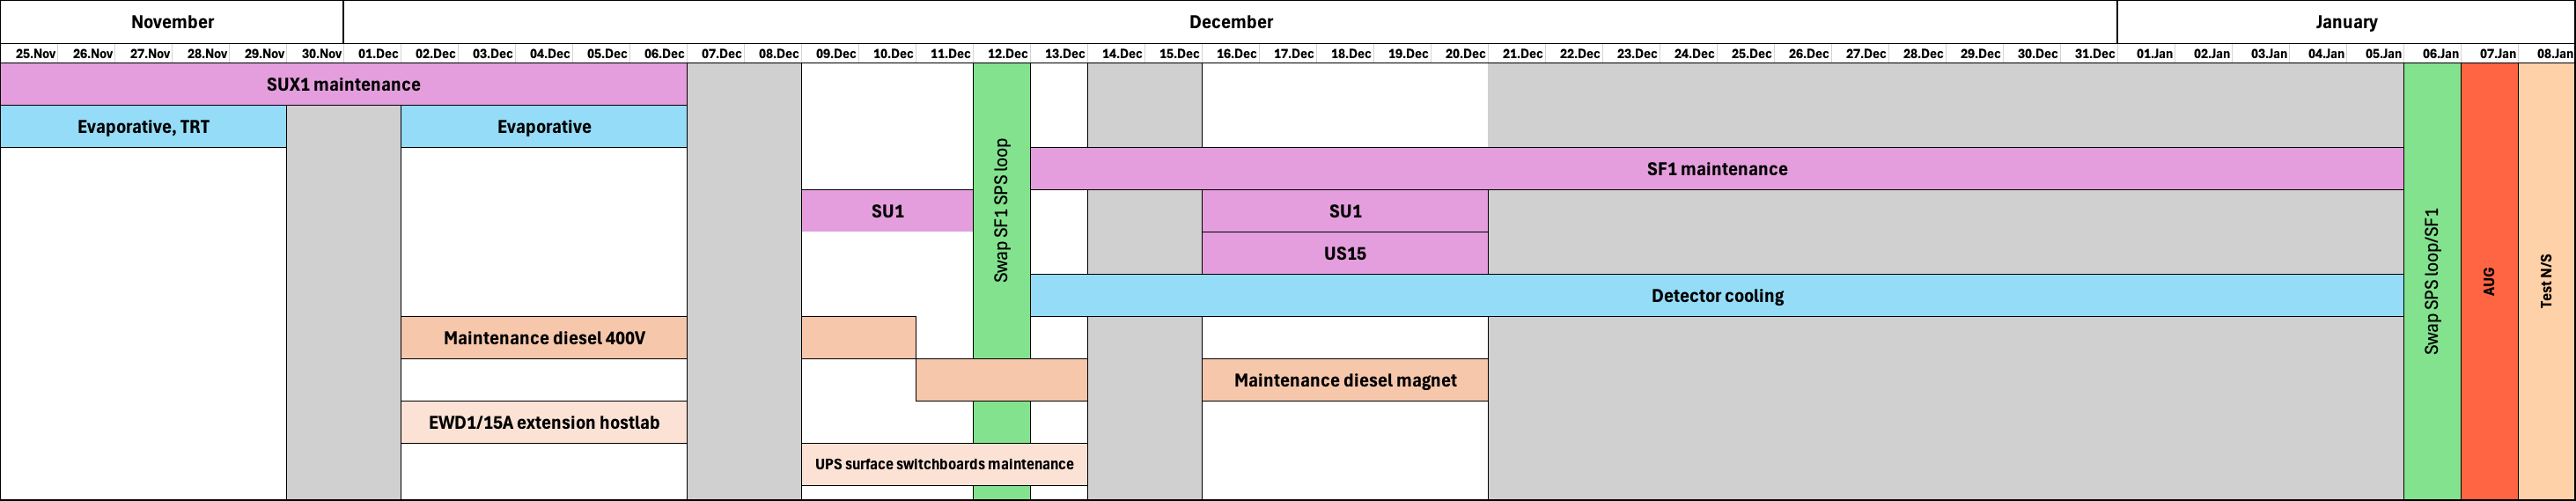 November December January
25.Nov 26.Nov 27.Nov 28.Nov 29.Nov 30.Nov 01.Dec 02.Dec 03.Dec 04.Dec 05.Dec 06.Dec 07.Dec 08.Dec 09.Dec 10.Dec 11.Dec 12.Dec 13.Dec 14.Dec 15.Dec 16.Dec 17.Dec 18.Dec 19.Dec 20.Dec 21.Dec 22.Dec 23.Dec 24.Dec 25.Dec 26.Dec 27.Dec 28.Dec 29.Dec 30.Dec 31.Dec 01.Jan 02.Jan 03.Jan 04.Jan 05.Jan 06.Jan 07.Jan 08.Jan
SUX1 maintenance
Evaporative, TRT Evaporative
SF1 maintenance
SU1 SU1
US15
Detector cooling
Maintenance diesel 400V
Maintenance diesel magnet
EWD1/15A extension hostlab
UPS surface switchboards maintenance
Swap SF1 SPS loop
Swap SPS loop/SF1
AUG
Test N/S